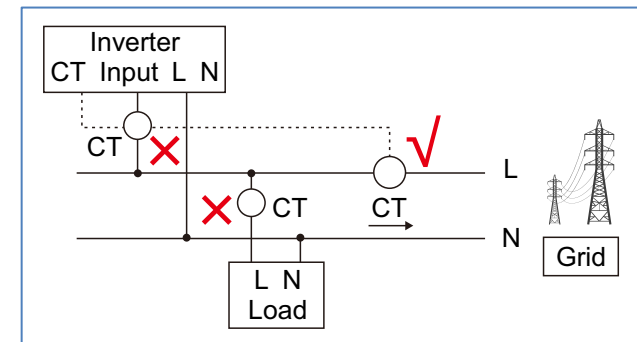 Inverter
CT Input L N
CT
L
CT
CT
N
Grid
L N
Load